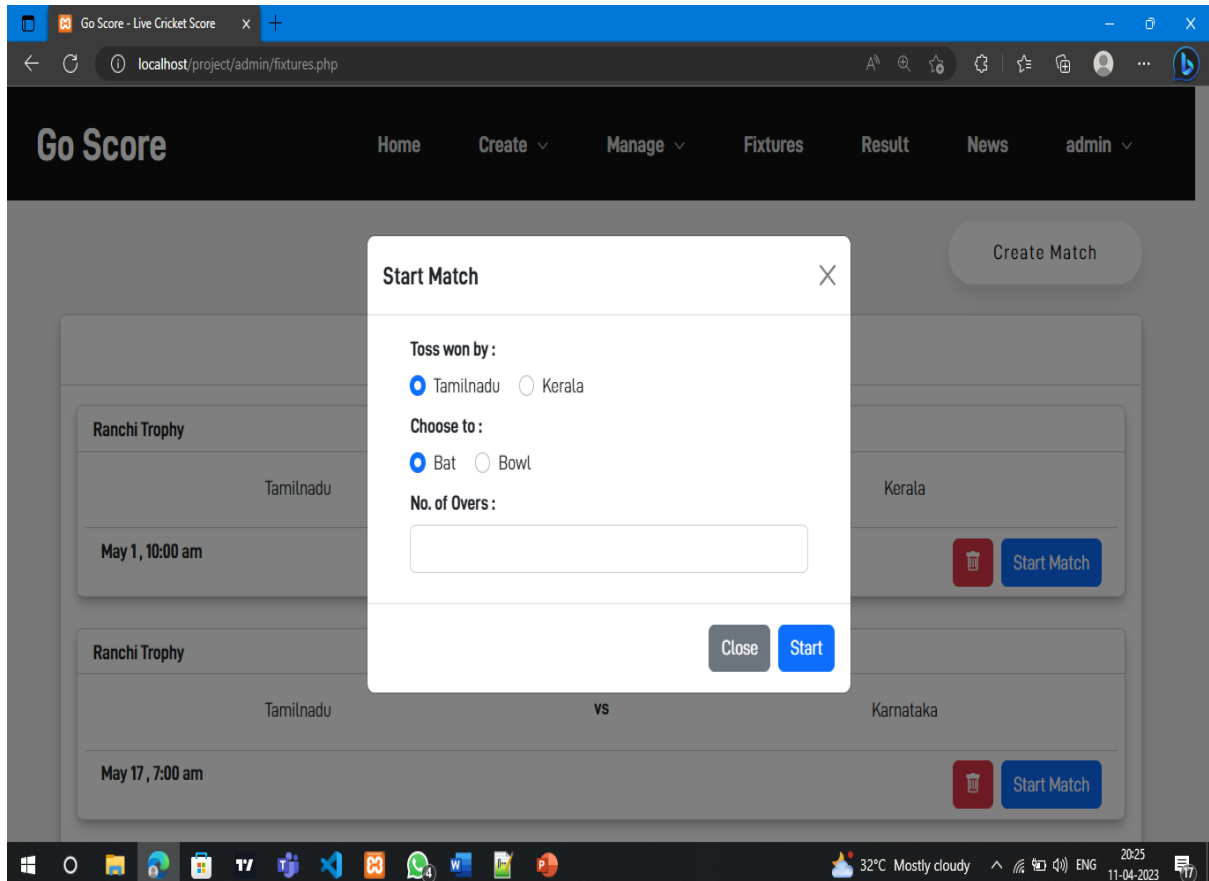 Go Score - Live Cricket Score
localhost/project/admin/fixtures.php
Go Score Home Create Manage Fixtures Result News admin
Create Match
Start Match
Toss won by :
Tamilnadu Kerala
Choose to :
Bat Bowl
No. of Overs :
Close Start
Ranchi Trophy
Tamilnadu Kerala
May 1 , 10:00 am Start Match
Ranchi Trophy
Tamilnadu vs Karnataka
May 17 , 7:00 am Start Match
32°C Mostly cloudy ENG 20:25
11-04-2023